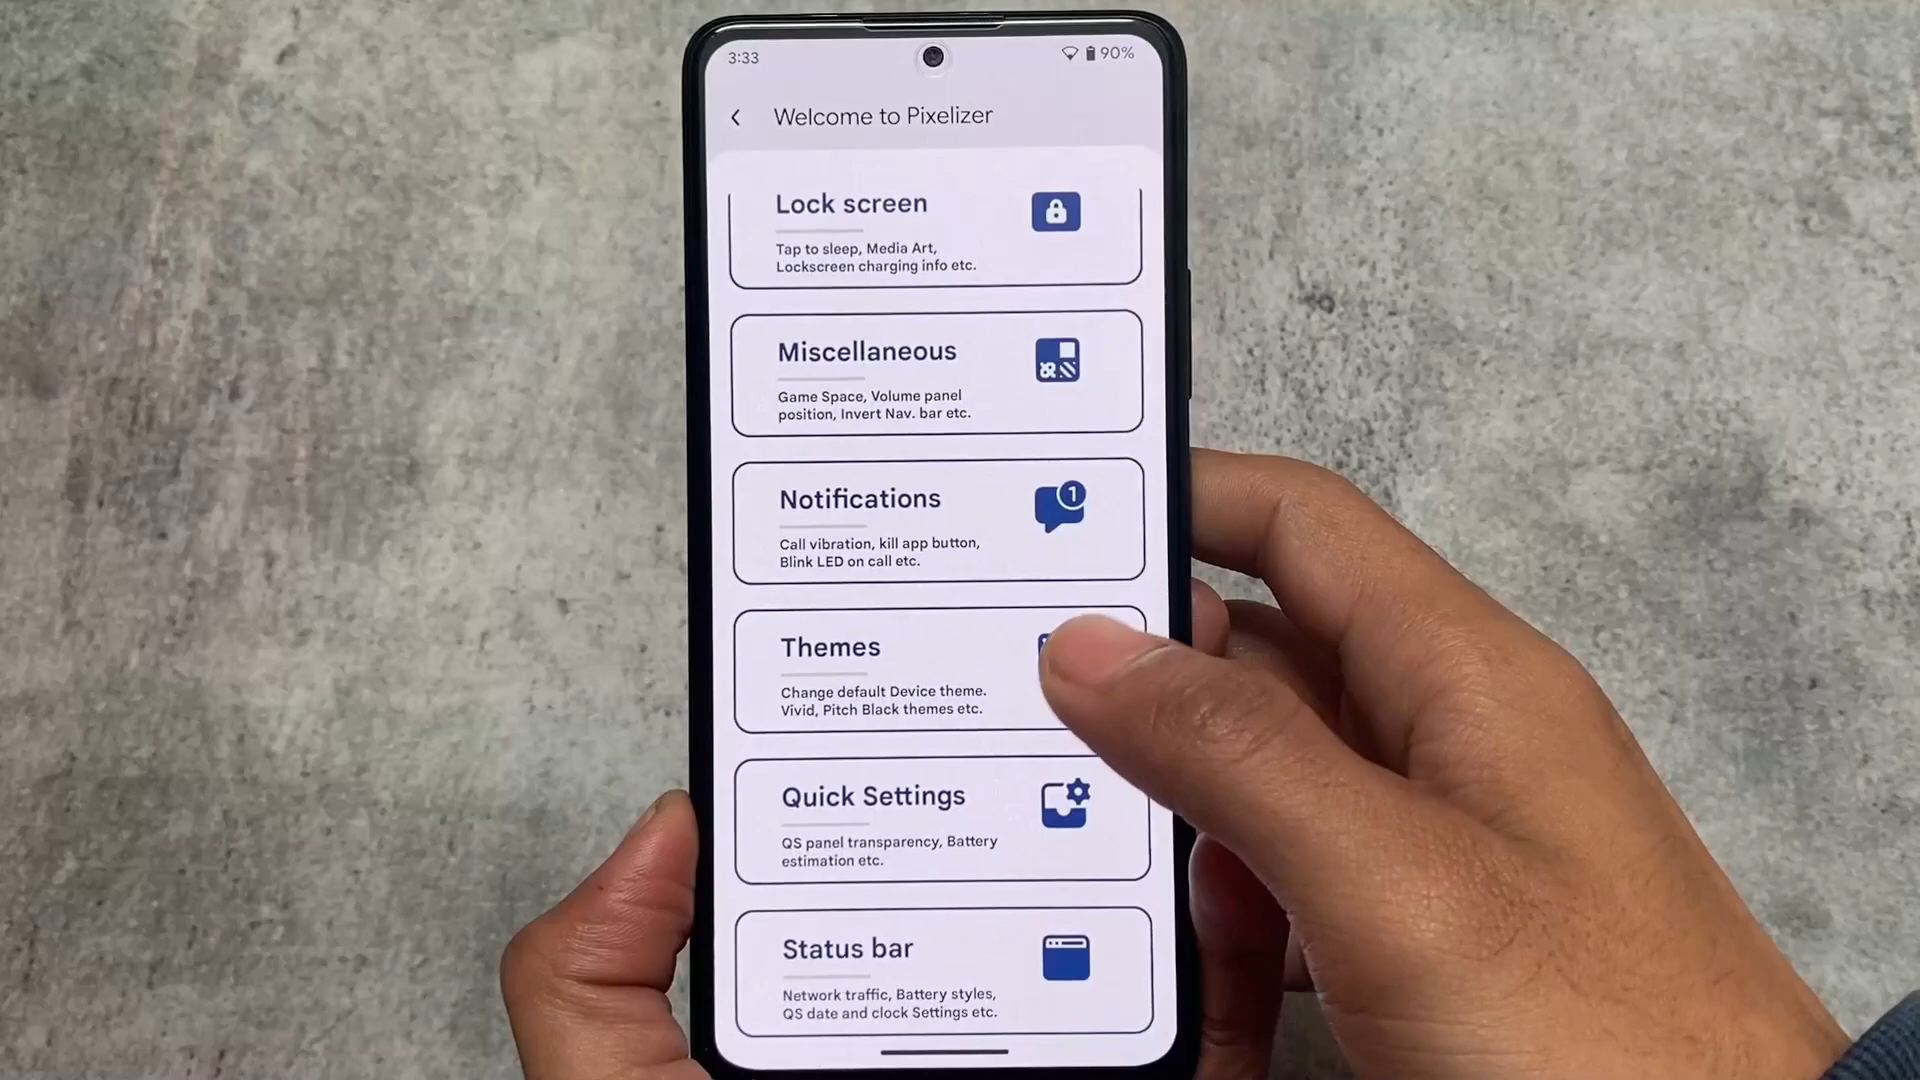 3:33
90%
Welcome to Pixelizer
Lock screen
Tap to sleep, Media Art,
Lockscreen charging info etc.
Miscellaneous
Game Space, Volume panel
position, Invert Nav. bar etc.
Notifications
1
Call vibration, kill app button,
Blink LED on call etc.
Themes
Change default Device theme.
Vivid, Pitch Black themes etc.
Quick Settings
QS panel transparency, Battery
estimation etc.
Status bar
Network traffic, Battery styles,
QS date and clock Settings etc.